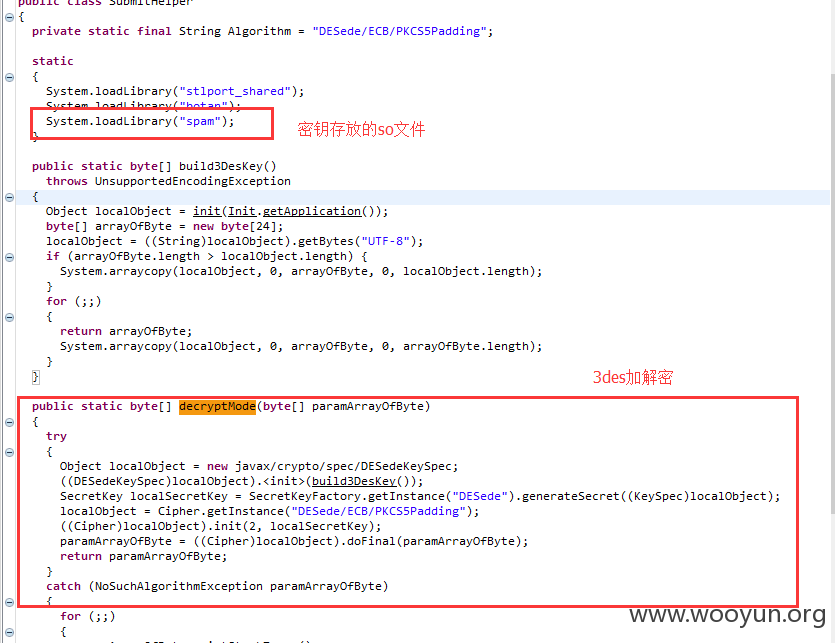 public class SubmitHelper
{
private static final String Algorithm = "DESede/ECB/PKCS5Padding";
static
{
System.loadLibrary("stlport_shared");
System.loadLibrary("botan");
System.loadLibrary("spam");
密钥存放的so文件
}
public static byte[] build3DesKey()
throws UnsupportedEncodingException
{
Object localObject = init(Init.getApplication());
byte[] arrayOfByte = new byte[24];
localObject = ((String)localObject).getBytes("UTF-8");
if (arrayOfByte.length > localObject.length) {
System.arraycopy(localObject, 0, arrayOfByte, 0, localObject.length);
}
for (;;)
{
return arrayOfByte;
System.arraycopy(localObject, 0, arrayOfByte, 0, arrayOfByte.length);
}
}
3des加解密
public static byte[] decryptMode(byte[] paramArrayOfByte)
{
try
{
Object localObject = new javax/crypto/spec/DESedeKeySpec;
((DESedeKeySpec)localObject).<init>(build3DesKey());
SecretKey localSecretKey = SecretKeyFactory.getInstance("DESede").generateSecret((KeySpec)localObject);
localObject = Cipher.getInstance("DESede/ECB/PKCS5Padding");
((Cipher)localObject).init(2, localSecretKey);
paramArrayOfByte = ((Cipher)localObject).doFinal(paramArrayOfByte);
return paramArrayOfByte;
}
catch (NoSuchAlgorithmException paramArrayOfByte)
{
for (;;)
{
www.wooyun.org